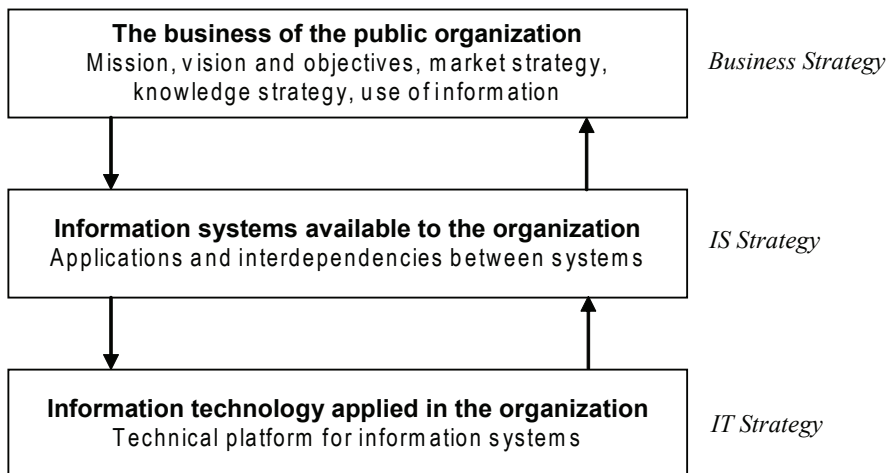 The business of the public organization
Mission, vision and objectives, market strategy,
knowledge strategy, use of information
Business Strategy
Information systems available to the organization
Applications and interdependencies between systems
IS Strategy
Information technology applied in the organization
Technical platform for information systems
IT Strategy